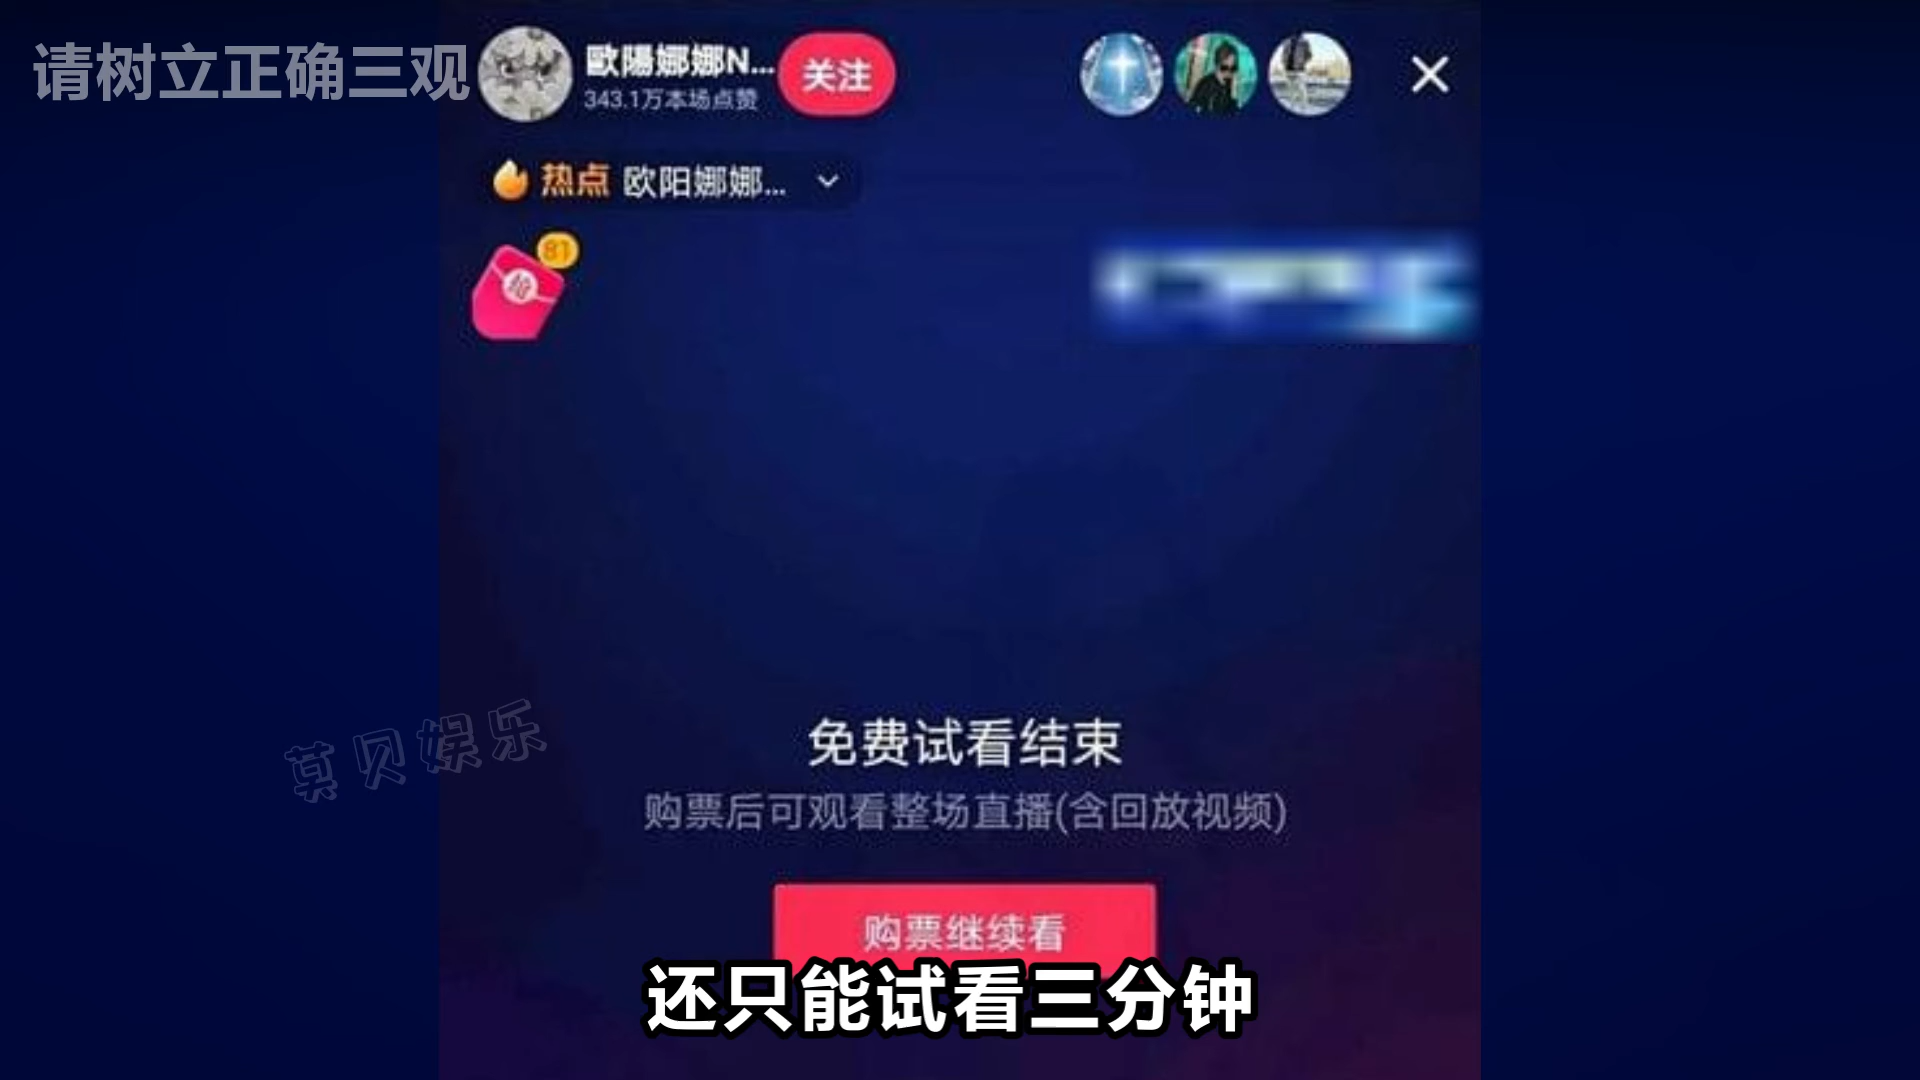 请树立正确三观
歐陽娜娜N...
关注
343.1万本场点赞
热点 欧阳娜娜...
81
抢
莫贝娱乐
免费试看结束
购票后可观看整场直播(含回放视频)
购票继续看
还只能试看三分钟